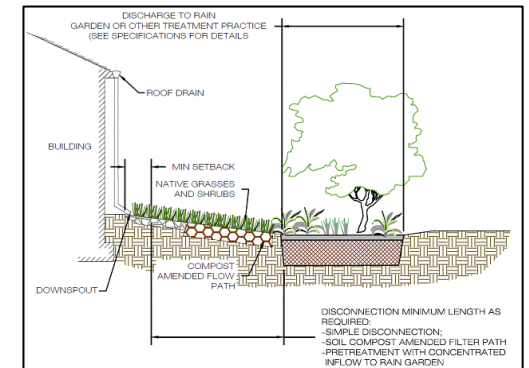 DISCHARGE TO RAIN
GARDEN OR OTHER TREATMENT PRACTICE
(SEE SPECIFICATIONS FOR DETAILS
ROOF DRAIN
BUILDING
MIN SETBACK
NATIVE GRASSES
AND SHRUBS
COMPOST
AMENDED FLOW
PATH
DOWNSPOUT
DISCONNECTION MINIMUM LENGTH AS
REQUIRED:
-SIMPLE DISCONNECTION;
-SOIL COMPOST AMENDED FILTER PATH
-PRETREATMENT WITH CONCENTRATED
INFLOW TO RAIN GARDEN